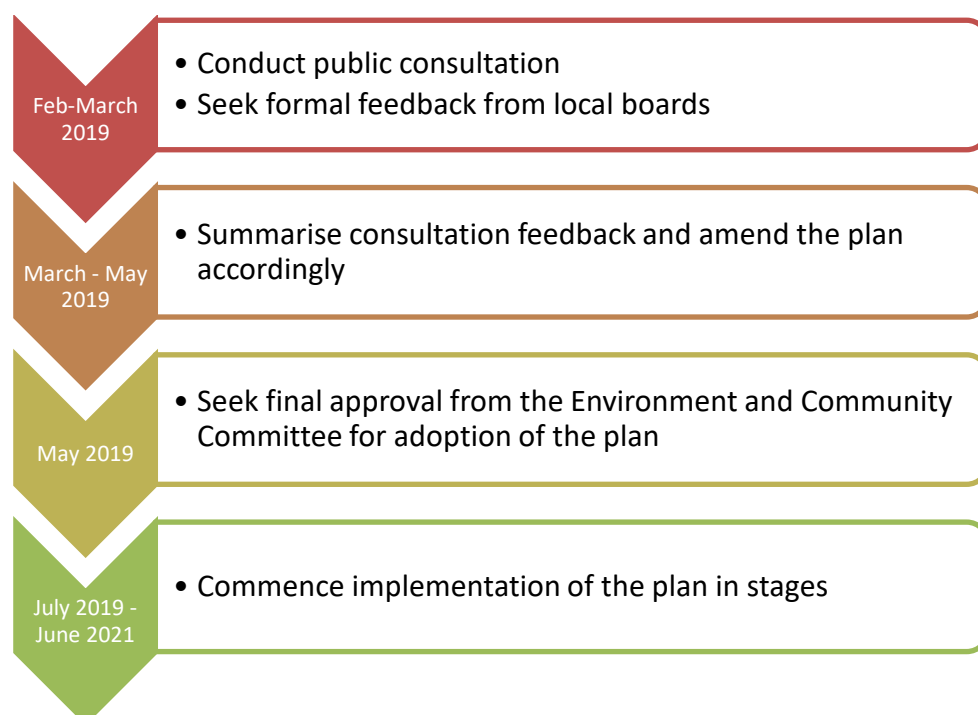 Feb-March
2019
• Conduct public consultation
• Seek formal feedback from local boards
March - May
2019
• Summarise consultation feedback and amend the plan
accordingly
May 2019
• Seek final approval from the Environment and Community
Committee for adoption of the plan
July 2019 -
June 2021
• Commence implementation of the plan in stages